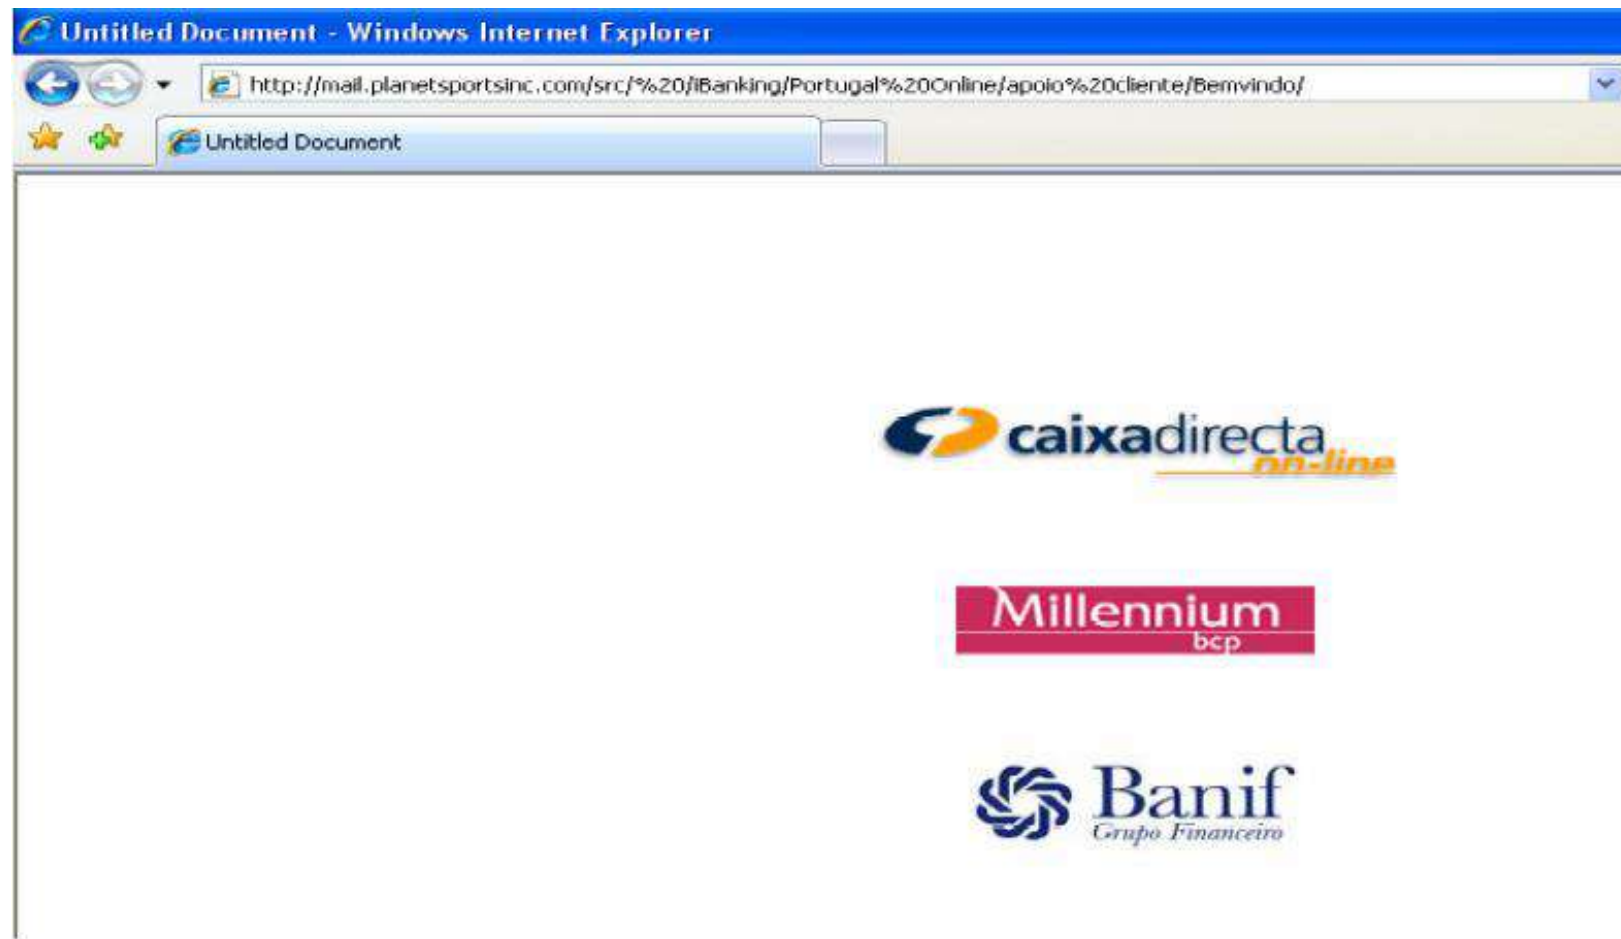 Untitled Document - Windows Internet Explorer
http://mail.planetsportsinc.com/src/%20/iBanking/Portugal%20Online/apoio%20cliente/Bemvindo/
Untitled Document
caixadirecta
on-line
Millennium
bcp
Banif
Grupo Financeiro